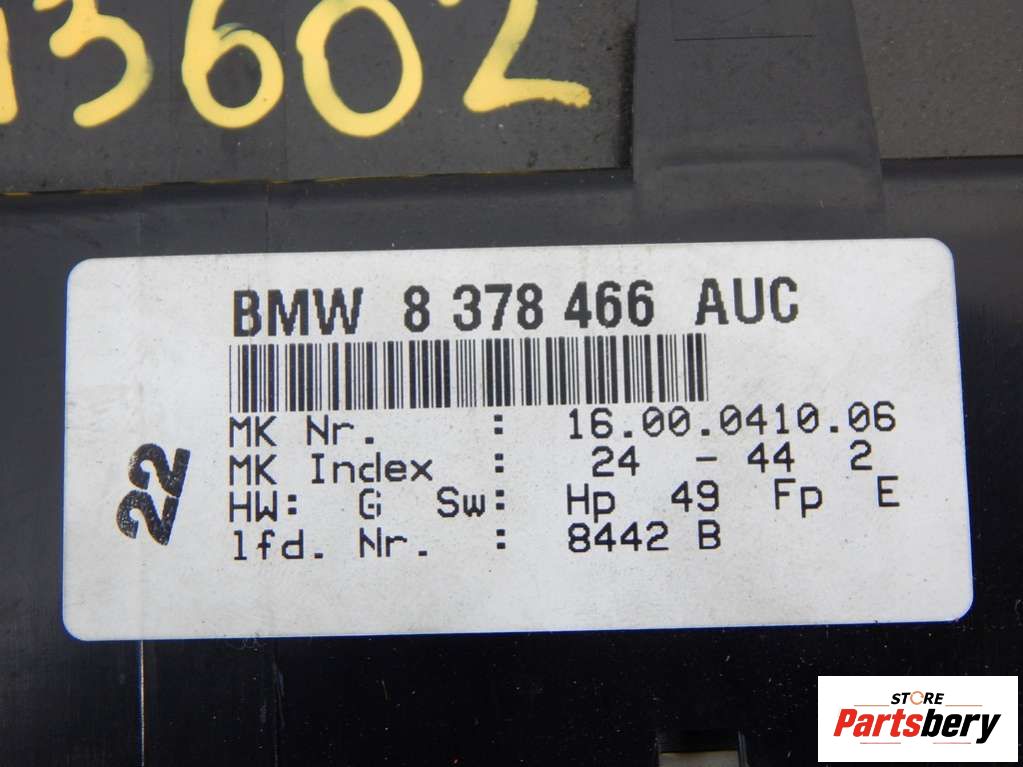 13602
BMW 8 378 466 AUC
MK Nr. : 16.00.0410.06
MK Index : 24 - 44 2
HW: G Sw: Hp 49 Fp E
lfd. Nr. : 8442 B
22
STORE
Partsbery